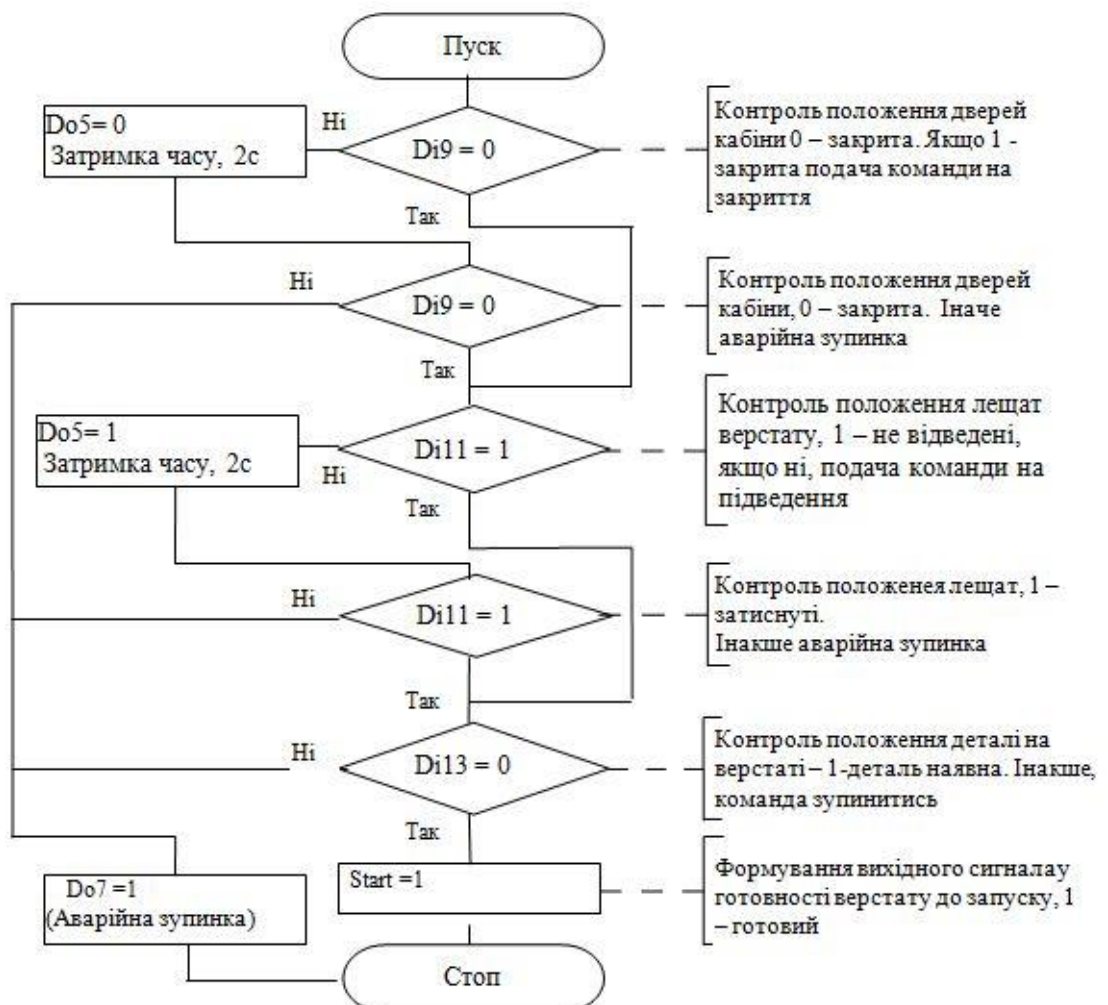 Пуск
Do5= 0
Затримка часу, 2с
Ні
Di9 = 0
Контроль положення дверей
кабіни 0 – закрита. Якщо 1 -
закрита подача команди на
закриття
Так
Ні
Di9 = 0
Контроль положення дверей
кабіни, 0 – закрита. Іначе
аварійна зупинка
Так
Do5= 1
Затримка часу, 2с
Ні
Di11 = 1
Контроль положення лещат
верстату, 1 – не відведені,
якщо ні, подача команди на
підведення
Так
Ні
Di11 = 1
Контроль положенея лещат, 1 –
затиснуті.
Інакше аварійна зупинка
Так
Ні
Di13 = 0
Контроль положення деталі на
верстаті – 1-деталь наявна. Інакше,
команда зупинитись
Так
Do7 =1
(Аварійна зупинка)
Start =1
Формування вихідного сигналау
готовності верстату до запуску, 1
– готовий
Стоп